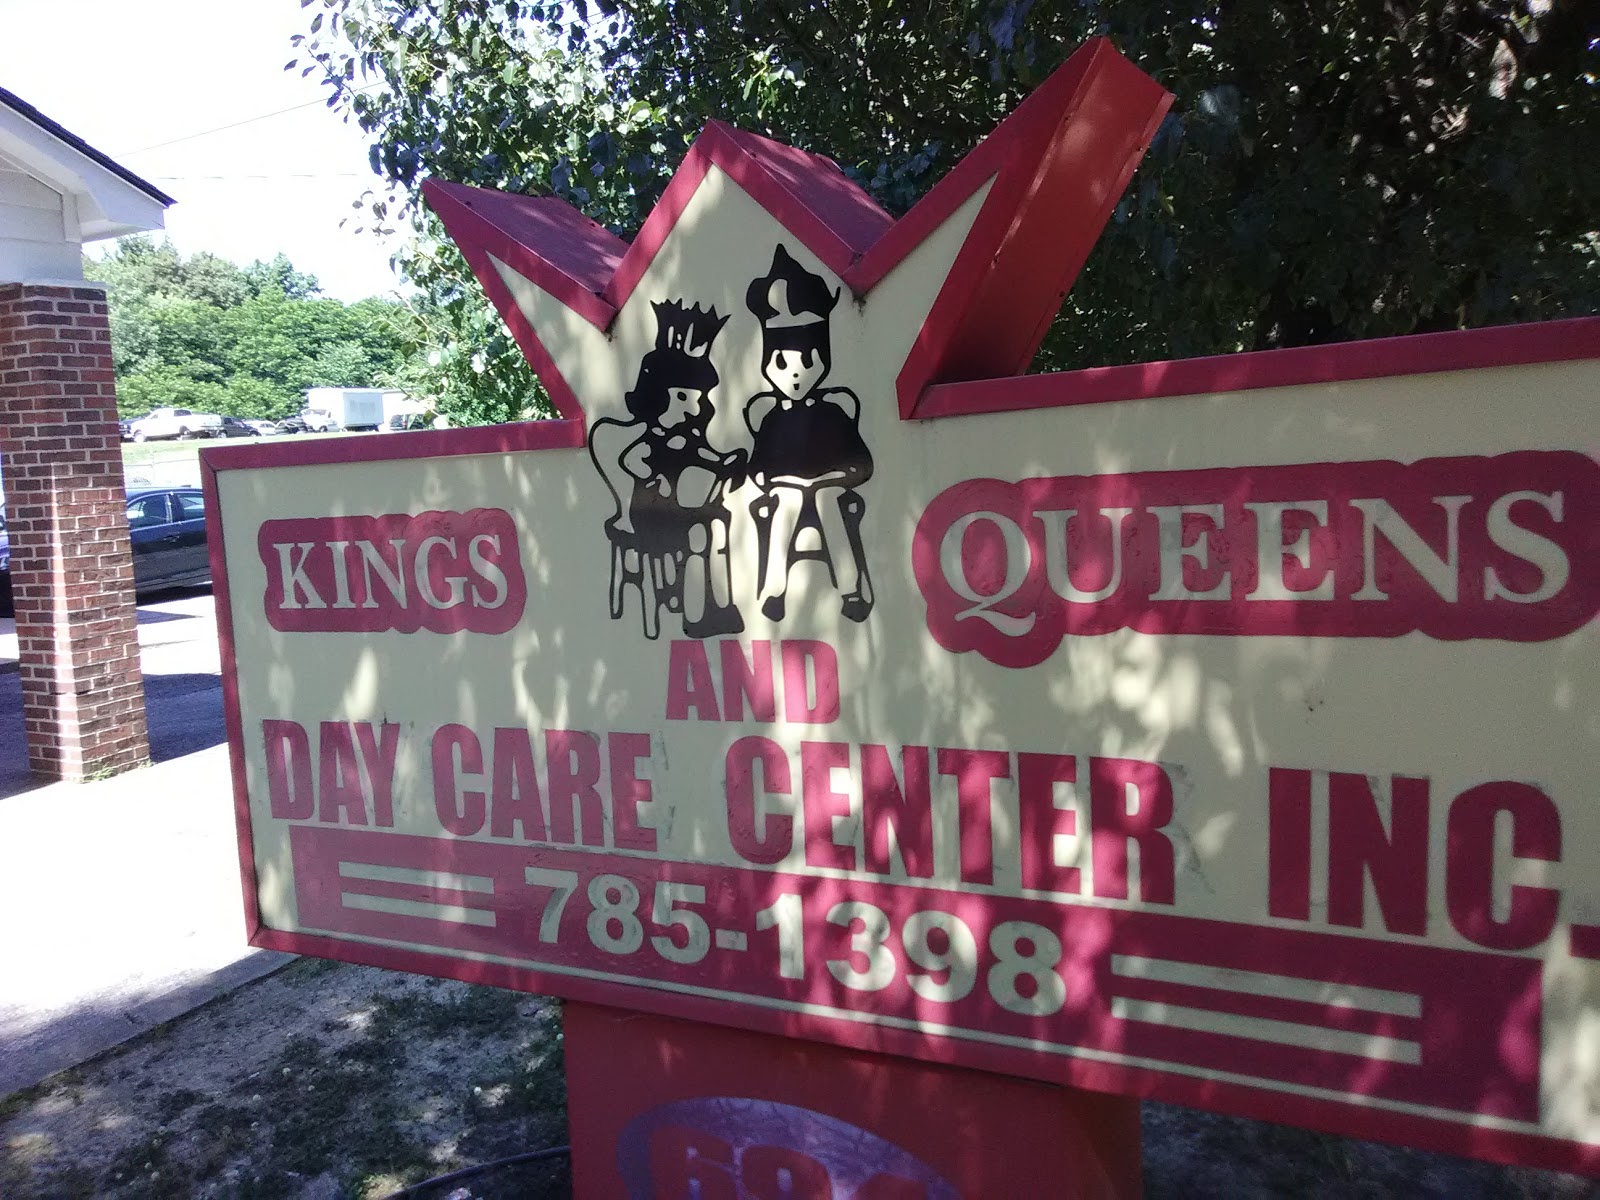 KINGS QUEENS
AND
DAY CARE CENTER INC.
785-1398